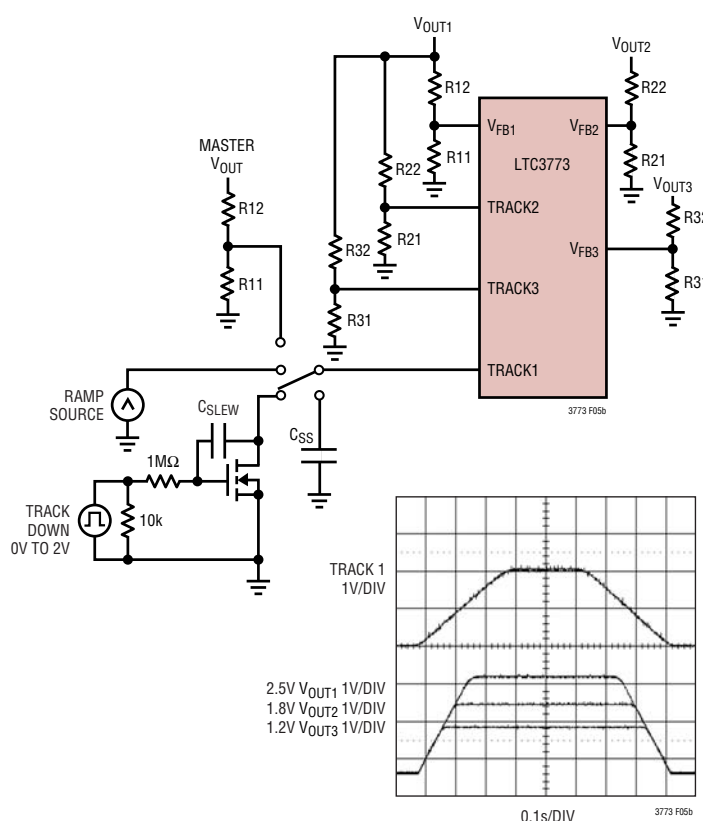 VOUT1
VOUT2
R12
R22
MASTER
VOUT
VFB1
VFB2
R11
R22
LTC3773
R21
R12
VOUT3
TRACK2
R32
R21
R32
VFB3
R11
TRACK3
R31
R31
TRACK1
RAMP
SOURCE
3773 F05b
CSLEW
CSS
1MΩ
TRACK
DOWN
0V TO 2V
10k
TRACK 1
1V/DIV
2.5V VOUT1 1V/DIV
1.8V VOUT2 1V/DIV
1.2V VOUT3 1V/DIV
0.1s/DIV
3773 F05b